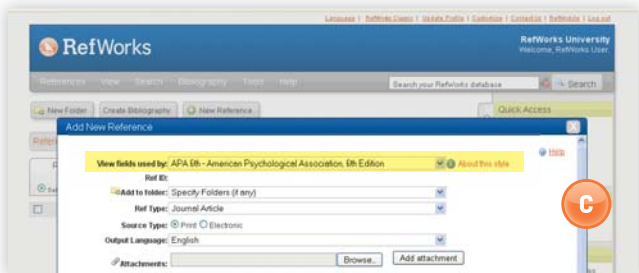 Language | RefWorks Classic | Update Profile | Customize | Contact Us | RefMobile | Log out
RefWorks
RefWorks University
Welcome, RefWorks User.
References View Search Bibliography Tools Help
Search your RefWorks database
Search
New Folder
Create Bibliography
New Reference
Quick Access
Add New Reference
Help
View fields used by: APA 6th - American Psychological Association, 6th Edition
About this style
Ref ID:
Add to folder: Specify Folders (if any)
Ref Type: Journal Article
Source Type: Print Electronic
Output Language: English
Attachments:
Browse..
Add attachment
C